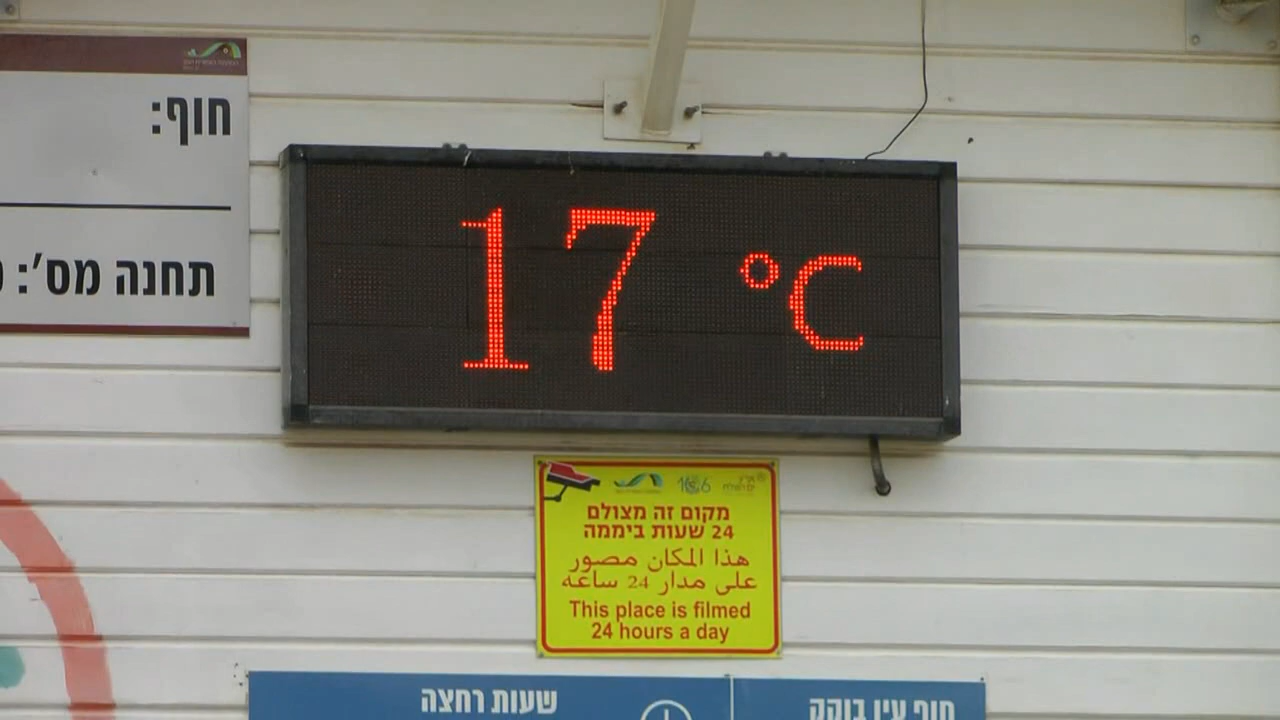 חוף:
תחנה מס':
17 °C
מקום זה מצולם
24 שעות ביממה
هذا المكان مصور
على مدار 24 ساعه
This place is filmed
24 hours a day
שעות רחצה
חוף עין בוקק